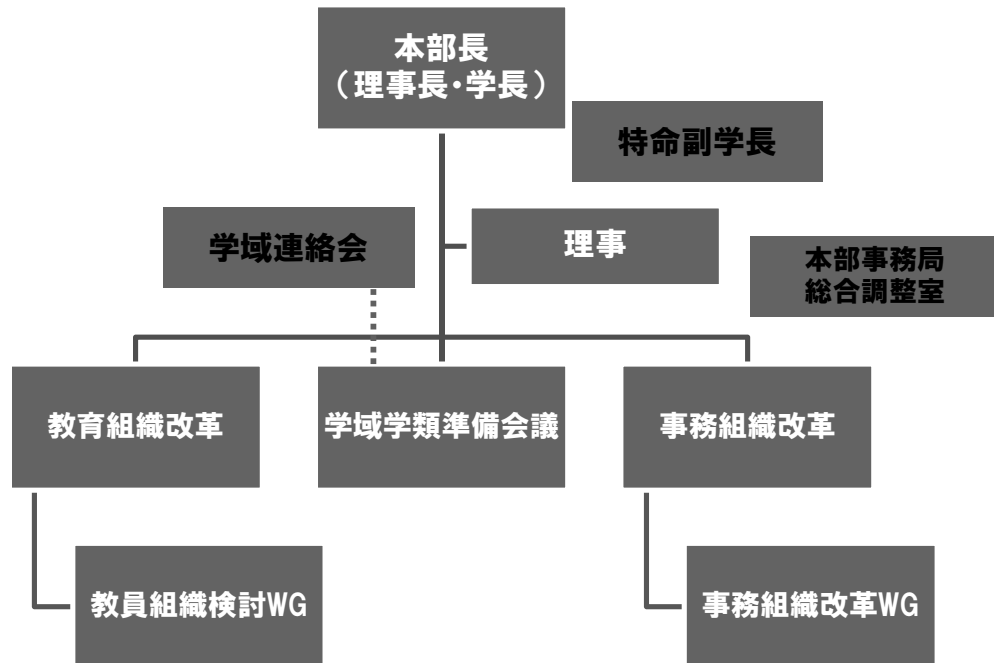 本部長
（理事長・学長）
特命副学長
学域連絡会
理事
本部事務局
総合調整室
教育組織改革
学域学類準備会議
事務組織改革
教員組織検討WG
事務組織改革WG